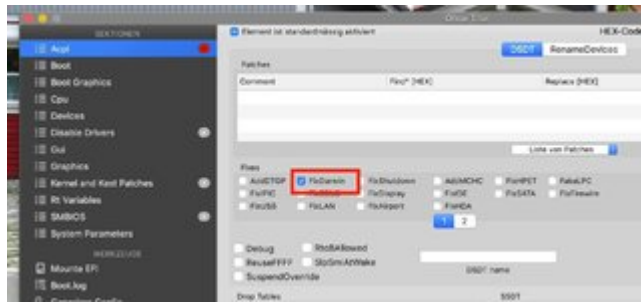 SEKTIONEN
Element ist standardmässig aktiviert
HEX-Code
Acpi
DSDT RenameDevices
Boot
Patches
Boot Graphics
Comment Find* [HEX] Replace [HEX]
Cpu
Devices
Disable Drivers
Gui
Liste von Patches
Graphics
Fixes
Kernel and Kext Patches
AddDTGP FixDarwin FixShutdown AddMCHC FixHPET FakeLPC
Rt Variables
FixDisplay FixIDE FixSATA FixFirewire
SMBIOS
FixUSB FixLAN FixAirport FixHDA
System Parameters
1 2
WERKZEUGE
Debug Rtc8Allowed
Mounte EFI
ReuseFFFF SlpSmiAtWake
DSDT name
Boot.log
SuspendOverride
Drop Tables SSDT